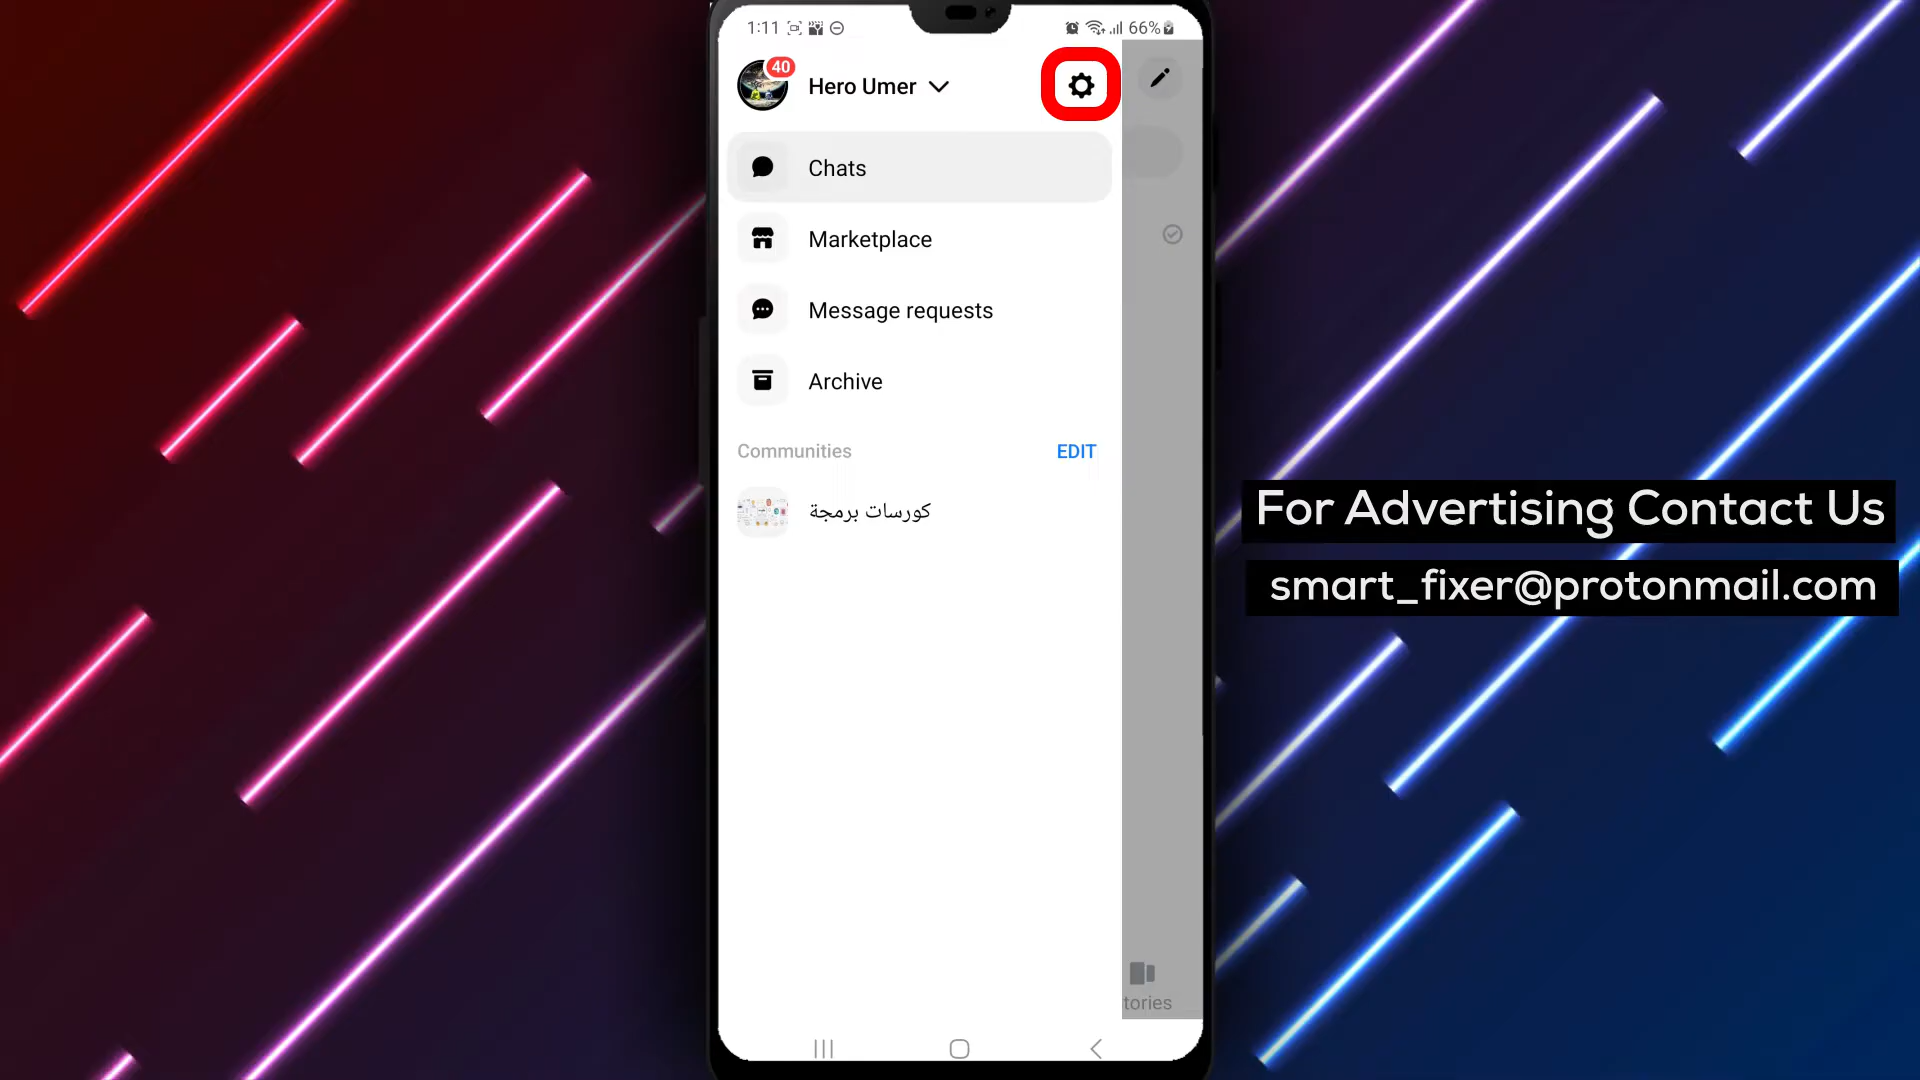 1:11 66%
40
Hero Umer
Chats
Marketplace
Message requests
Archive
Communities EDIT
كورسات برمجة
tories
For Advertising Contact Us
smart_fixer@protonmail.com